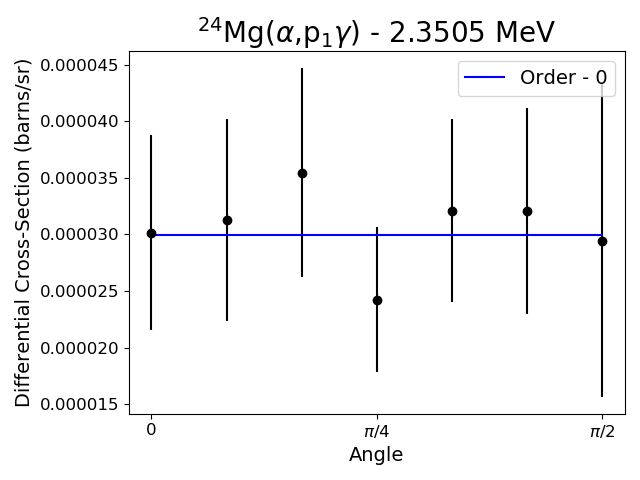 ²⁴Mg(α,p₁γ) - 2.3505 MeV
Order - 0
Differential Cross-Section (barns/sr)
0.000045
0.000040
0.000035
0.000030
0.000025
0.000020
0.000015
0
π/4
π/2
Angle